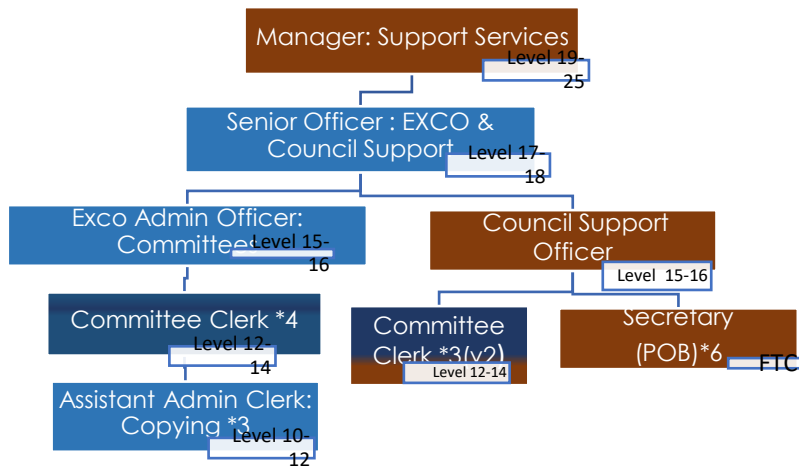 Manager: Support Services
Level 19-
25
Senior Officer : EXCO &
Council Support
Level 17-
18
Exco Admin Officer:
Committees
Level 15-
16
Council Support
Officer
Level 15-16
Committee Clerk *4
Level 12-
14
Committee
Clerk *3(v2)
Level 12-14
Secretary
(POB)*6
FTC
Assistant Admin Clerk:
Copying *3
Level 10-
12